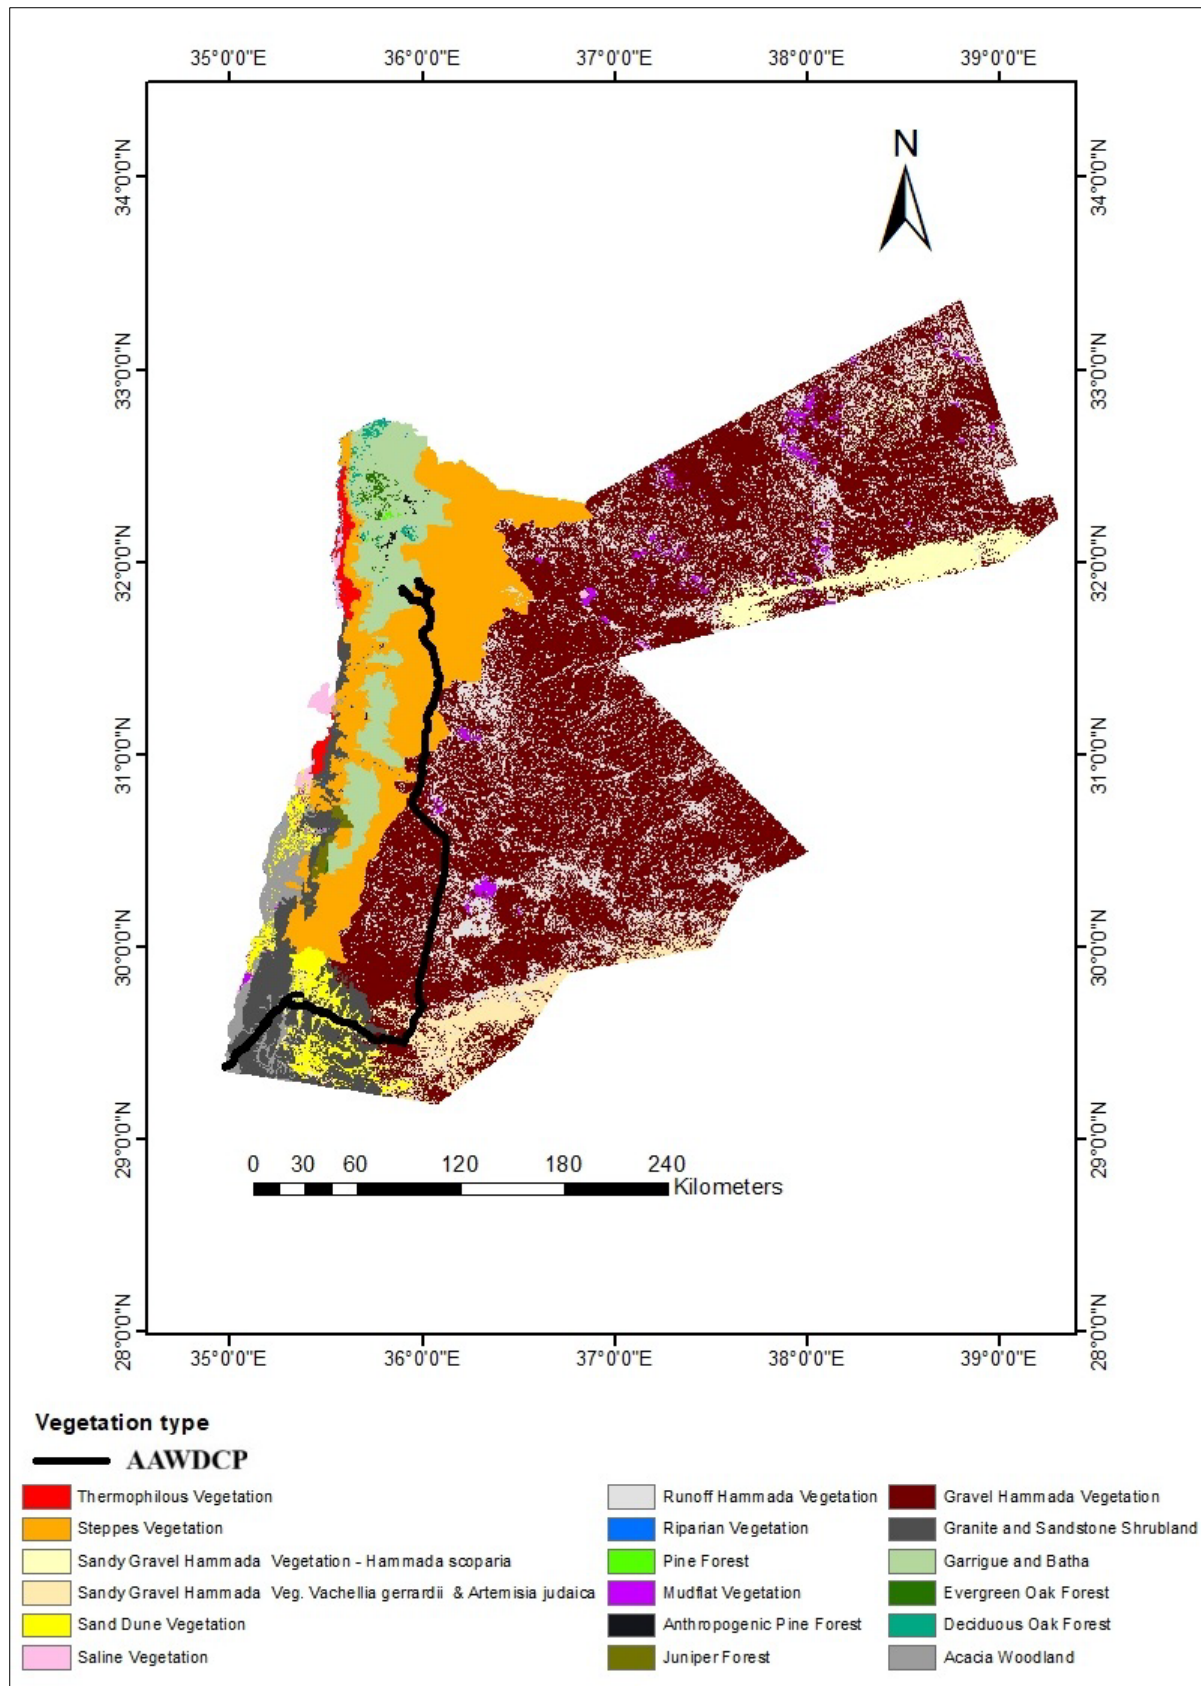 35°0'0"E 36°0'0"E 37°0'0"E 38°0'0"E 39°0'0"E
N
34°0'0"N 34°0'0"N
33°0'0"N 33°0'0"N
32°0'0"N 32°0'0"N
31°0'0"N 31°0'0"N
30°0'0"N 30°0'0"N
29°0'0"N 29°0'0"N
0 30 60 120 180 240
Kilometers
28°0'0"N 28°0'0"N
35°0'0"E 36°0'0"E 37°0'0"E 38°0'0"E 39°0'0"E
Vegetation type
AAWDCP
Thermophilous Vegetation
Steppes Vegetation
Sandy Gravel Hammada Vegetation - Hammada scoparia
Sandy Gravel Hammada Veg. Vachellia gerrardii & Artemisia judaica
Sand Dune Vegetation
Saline Vegetation
Runoff Hammada Vegetation
Riparian Vegetation
Pine Forest
Mudflat Vegetation
Anthropogenic Pine Forest
Juniper Forest
Gravel Hammada Vegetation
Granite and Sandstone Shrubland
Garrigue and Batha
Evergreen Oak Forest
Deciduous Oak Forest
Acacia Woodland